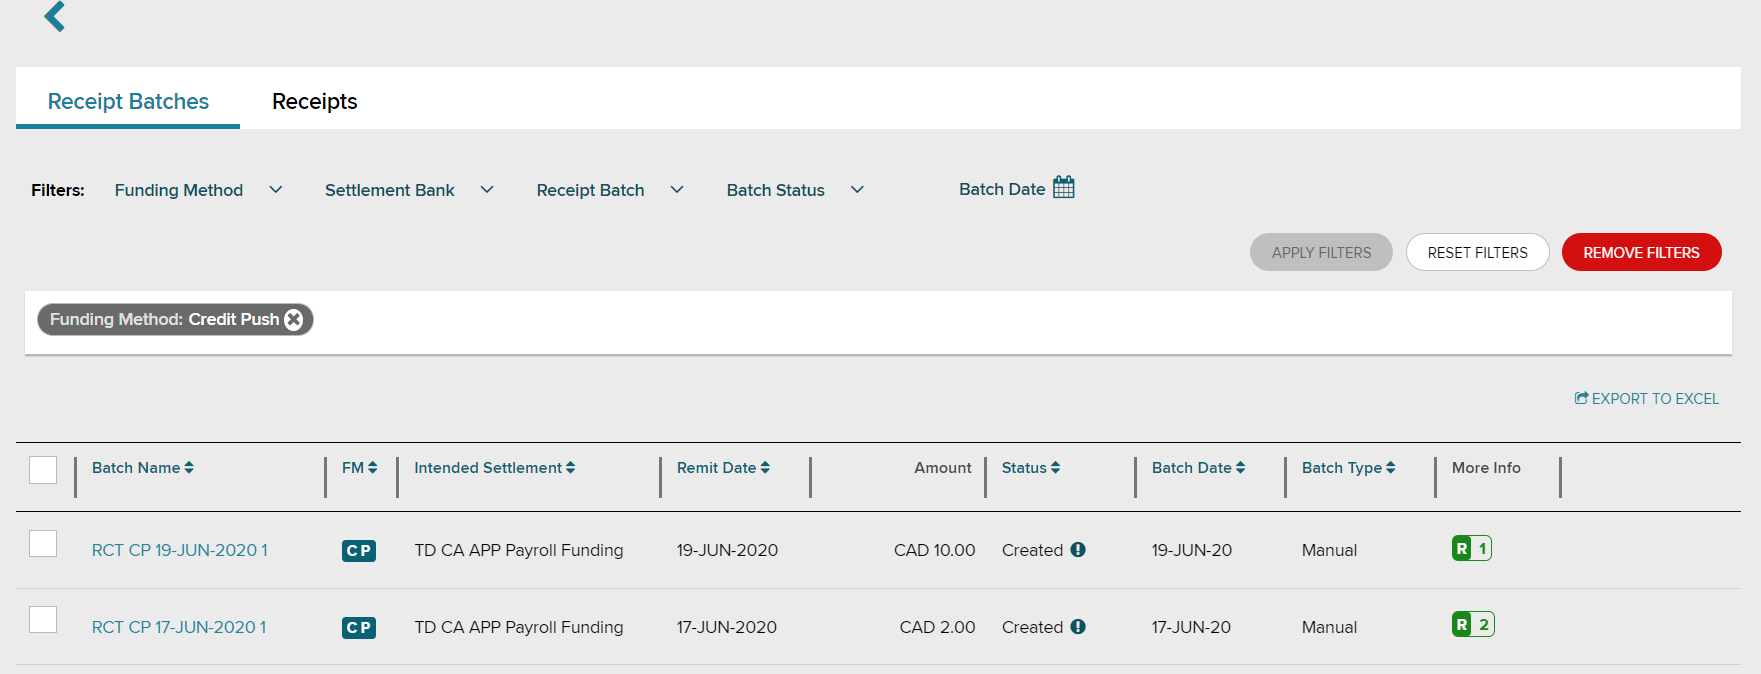 Receipt Batches Receipts
Filters: Funding Method Settlement Bank Receipt Batch Batch Status Batch Date
APPLY FILTERS RESET FILTERS REMOVE FILTERS
Funding Method: Credit Push
EXPORT TO EXCEL
Batch Name FM Intended Settlement Remit Date Amount Status Batch Date Batch Type More Info
RCT CP 19-JUN-2020 1 CP TD CA APP Payroll Funding 19-JUN-2020 CAD 10.00 Created 19-JUN-20 Manual R 1
RCT CP 17-JUN-2020 1 CP TD CA APP Payroll Funding 17-JUN-2020 CAD 2.00 Created 17-JUN-20 Manual R 2